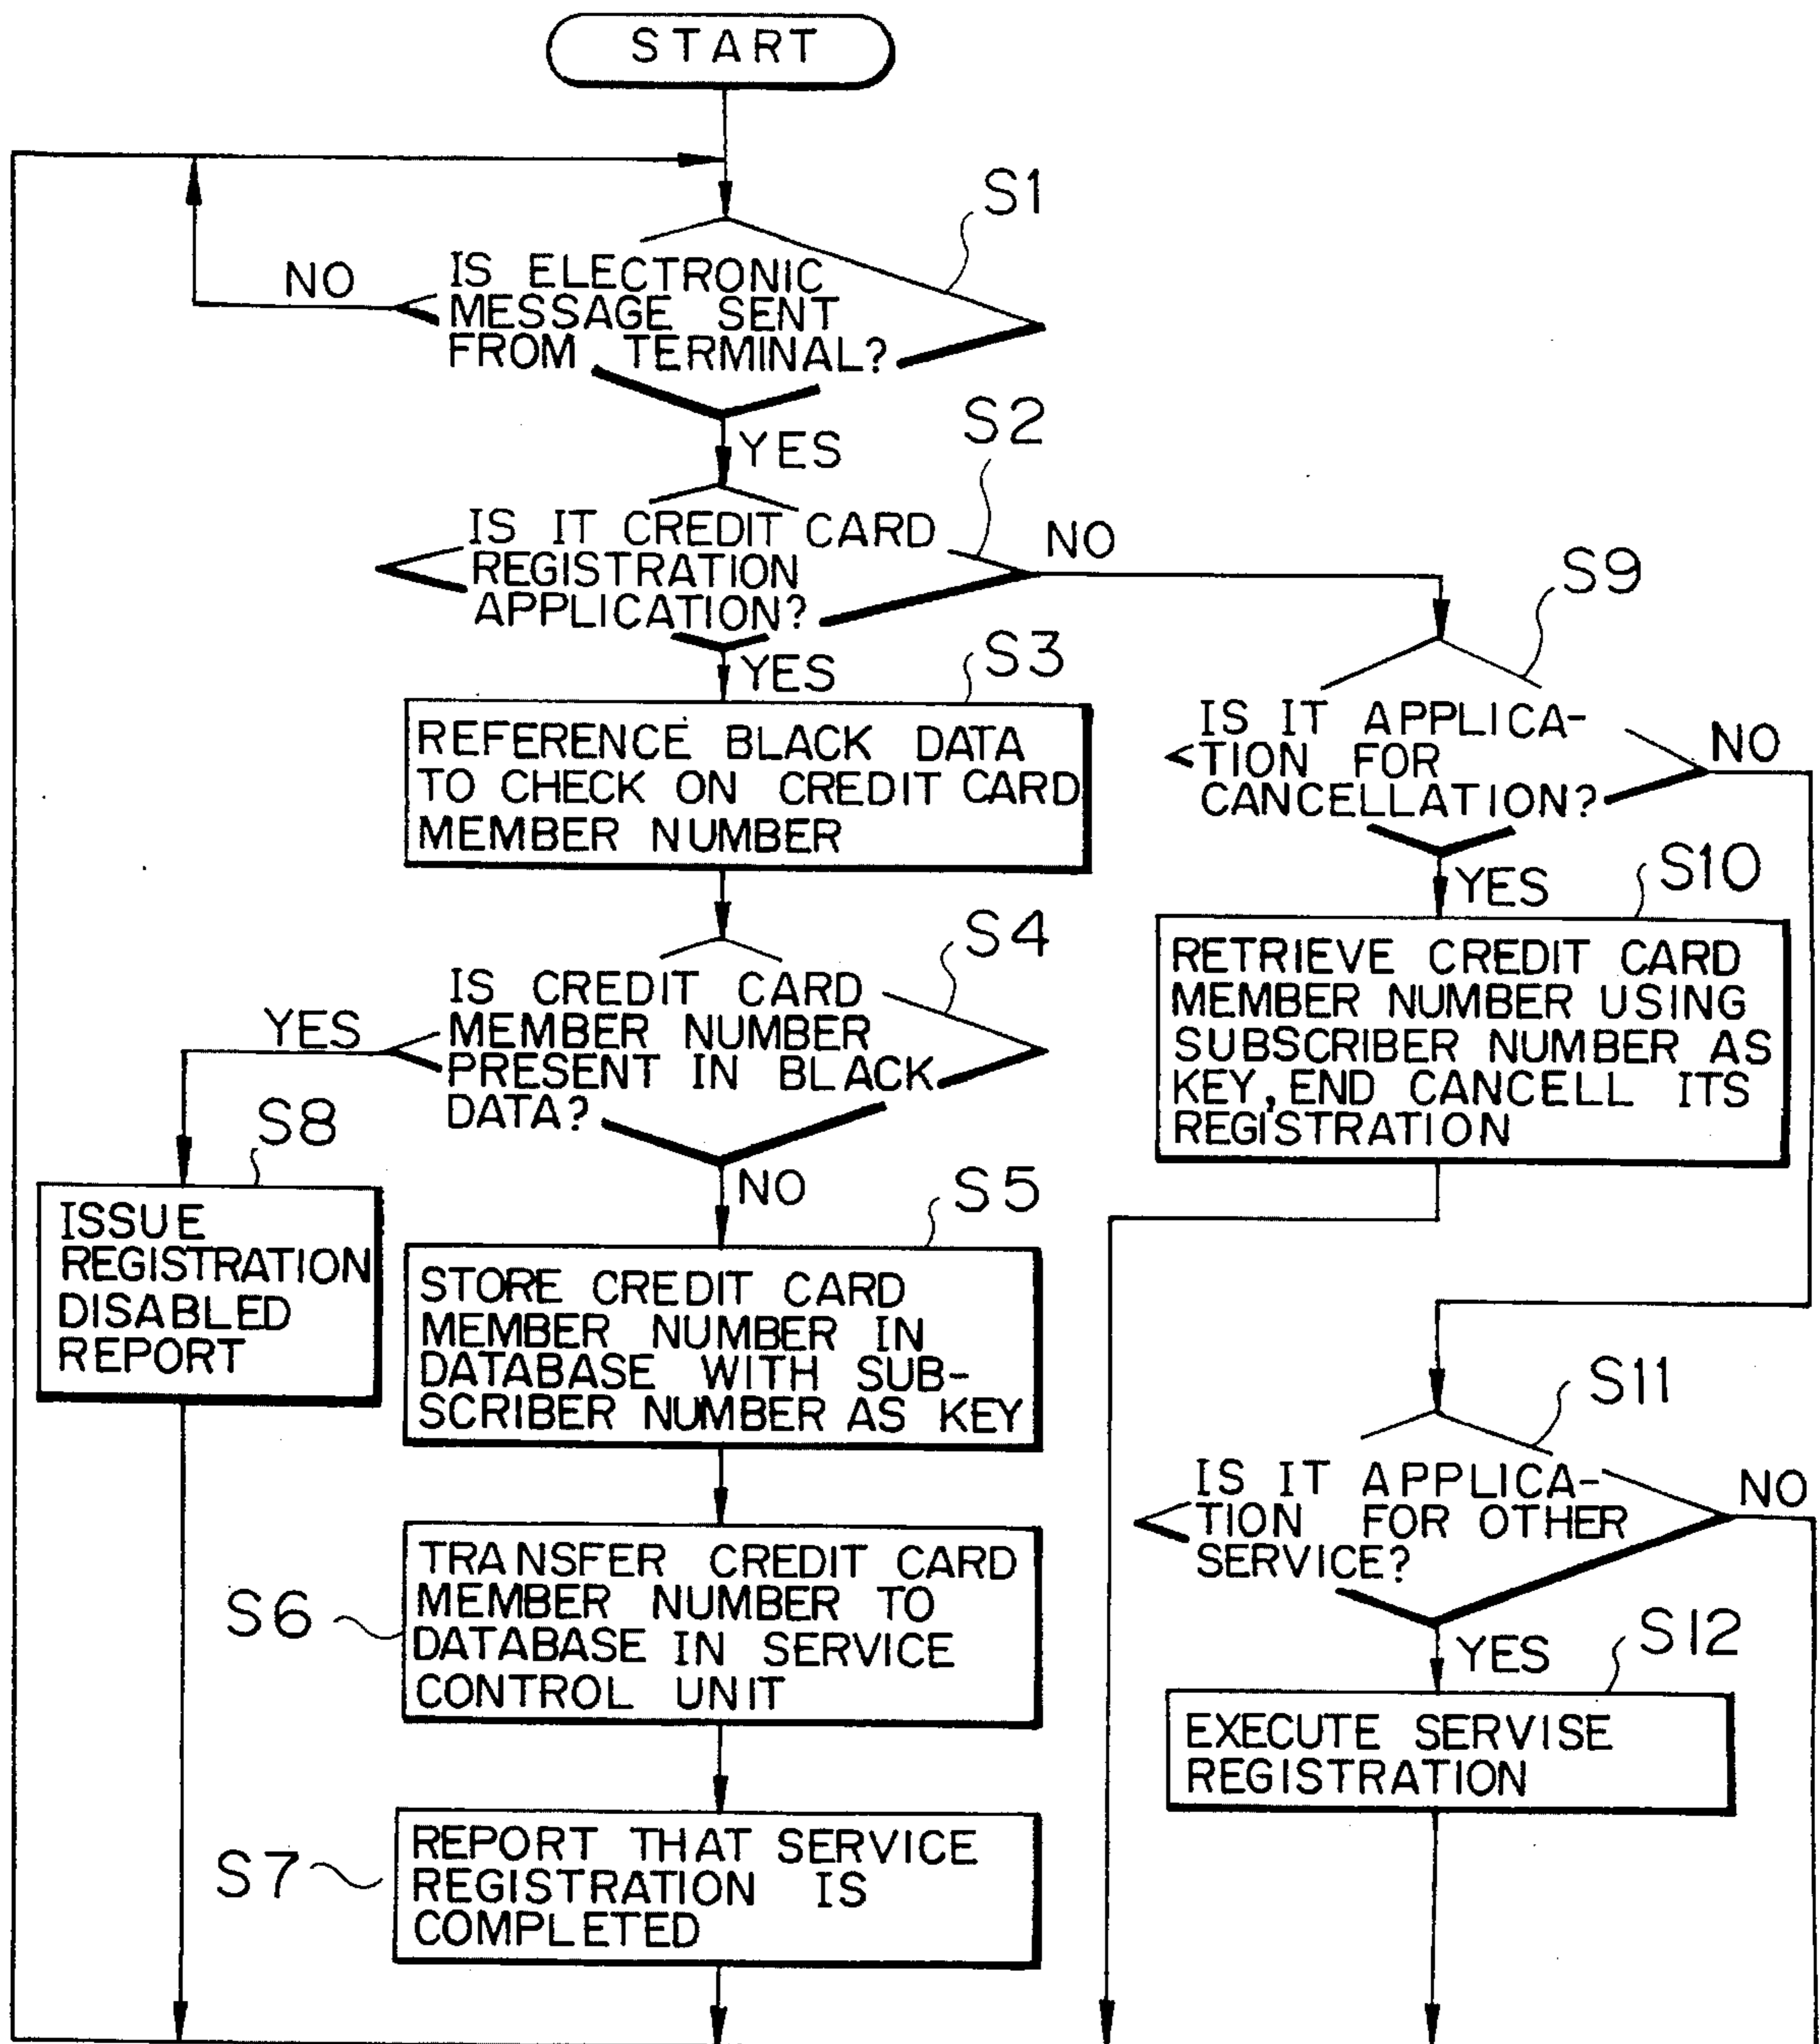 START
S1
IS ELECTRONIC
MESSAGE SENT
FROM TERMINAL?
NO
YES
S2
IS IT CREDIT CARD
REGISTRATION
APPLICATION?
NO
YES
S3
REFERENCE BLACK DATA
TO CHECK ON CREDIT CARD
MEMBER NUMBER
S4
IS CREDIT CARD
MEMBER NUMBER
PRESENT IN BLACK
DATA?
YES
NO
S8
ISSUE
REGISTRATION
DISABLED
REPORT
S5
STORE CREDIT CARD
MEMBER NUMBER IN
DATABASE WITH SUB-
SCRIBER NUMBER AS KEY
S6
TRANSFER CREDIT CARD
MEMBER NUMBER TO
DATABASE IN SERVICE
CONTROL UNIT
S7
REPORT THAT SERVICE
REGISTRATION IS
COMPLETED
S9
IS IT APPLICA-
TION FOR
CANCELLATION?
NO
YES
S10
RETRIEVE CREDIT CARD
MEMBER NUMBER USING
SUBSCRIBER NUMBER AS
KEY, END CANCELL ITS
REGISTRATION
S11
IS IT APPLICA-
TION FOR OTHER
SERVICE?
NO
YES
S12
EXECUTE SERVISE
REGISTRATION